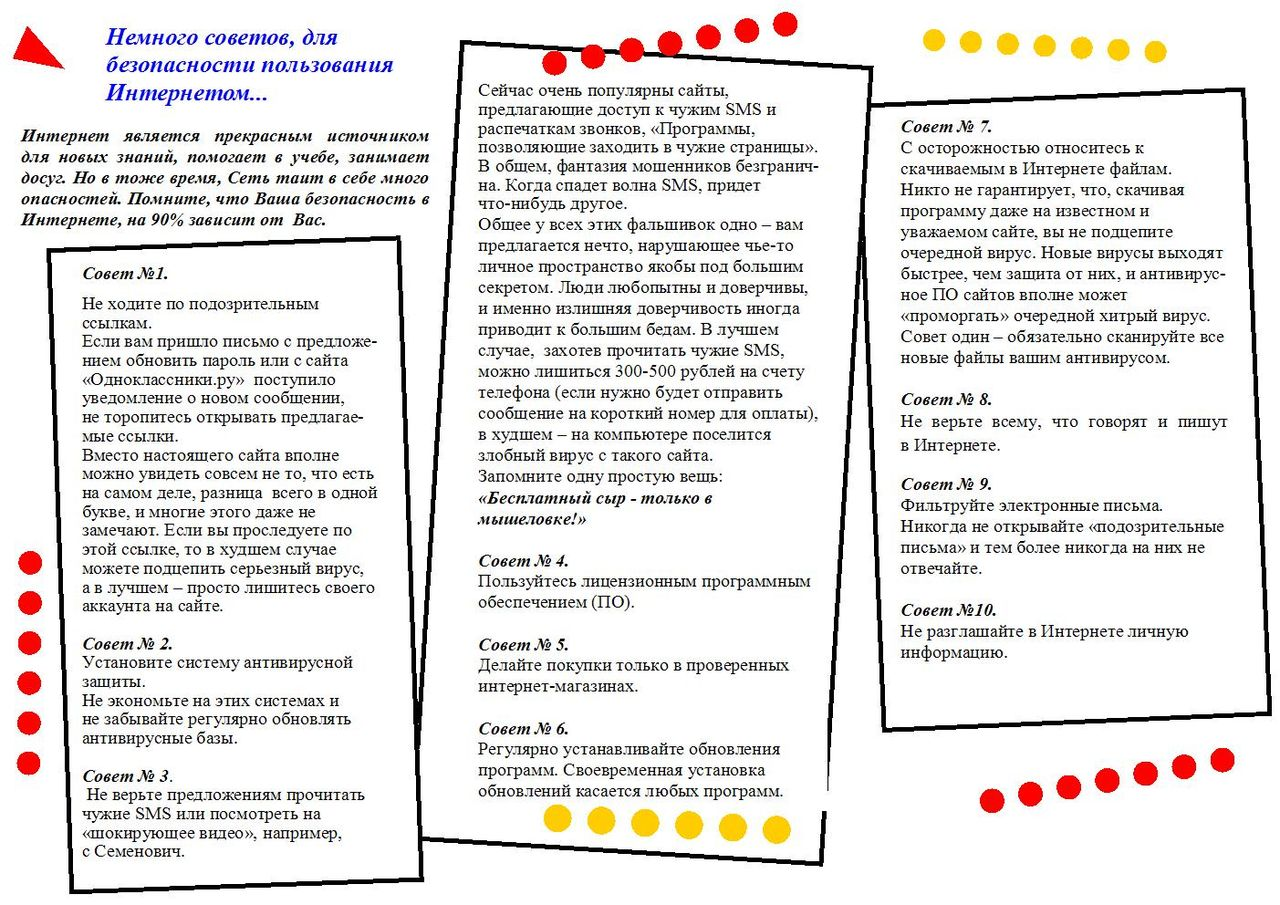 Немного советов, для
безопасности пользования
Интернетом...
Интернет является прекрасным источником
для новых знаний, помогает в учебе, занимает
досуг. Но в тоже время, Сеть таит в себе много
опасностей. Помните, что Ваша безопасность в
Интернете, на 90% зависит от Вас.
Совет №1.
Не ходите по подозрительным
ссылкам.
Если вам пришло письмо с предложе-
нием обновить пароль или с сайта
«Одноклассники.ру» поступило
уведомление о новом сообщении,
не торопитесь открывать предлагае-
мые ссылки.
Вместо настоящего сайта вполне
можно увидеть совсем не то, что есть
на самом деле, разница всего в одной
букве, и многие этого даже не
замечают. Если вы проследуете по
этой ссылке, то в худшем случае
можете подцепить серьезный вирус,
а в лучшем – просто лишитесь своего
аккаунта на сайте.
Совет № 2.
Установите систему антивирусной
защиты.
Не экономьте на этих системах и
не забывайте регулярно обновлять
антивирусные базы.
Совет № 3.
Не верьте предложениям прочитать
чужие SMS или посмотреть на
«шокирующее видео», например,
с Семенович.
Сейчас очень популярны сайты,
предлагающие доступ к чужим SMS и
распечаткам звонков, «Программы,
позволяющие заходить в чужие страницы».
В общем, фантазия мошенников безгранич-
на. Когда спадет волна SMS, придет
что-нибудь другое.
Общее у всех этих фальшивок одно – вам
предлагается нечто, нарушающее чье-то
личное пространство якобы под большим
секретом. Люди любопытны и доверчивы,
и именно излишняя доверчивость иногда
приводит к большим бедам. В лучшем
случае, захотев прочитать чужие SMS,
можно лишиться 300-500 рублей на счету
телефона (если нужно будет отправить
сообщение на короткий номер для оплаты),
в худшем – на компьютере поселится
злобный вирус с такого сайта.
Запомните одну простую вещь:
«Бесплатный сыр - только в
мышеловке!»
Совет № 4.
Пользуйтесь лицензионным программным
обеспечением (ПО).
Совет № 5.
Делайте покупки только в проверенных
интернет-магазинах.
Совет № 6.
Регулярно устанавливайте обновления
программ. Своевременная установка
обновлений касается любых программ.
Совет № 7.
С осторожностью относитесь к
скачиваемым в Интернете файлам.
Никто не гарантирует, что, скачивая
программу даже на известном и
уважаемом сайте, вы не подцепите
очередной вирус. Новые вирусы выходят
быстрее, чем защита от них, и антивирус-
ное ПО сайтов вполне может
«проморгать» очередной хитрый вирус.
Совет один – обязательно сканируйте все
новые файлы вашим антивирусом.
Совет № 8.
Не верьте всему, что говорят и пишут
в Интернете.
Совет № 9.
Фильтруйте электронные письма.
Никогда не открывайте «подозрительные
письма» и тем более никогда на них не
отвечайте.
Совет №10.
Не разглашайте в Интернете личную
информацию.